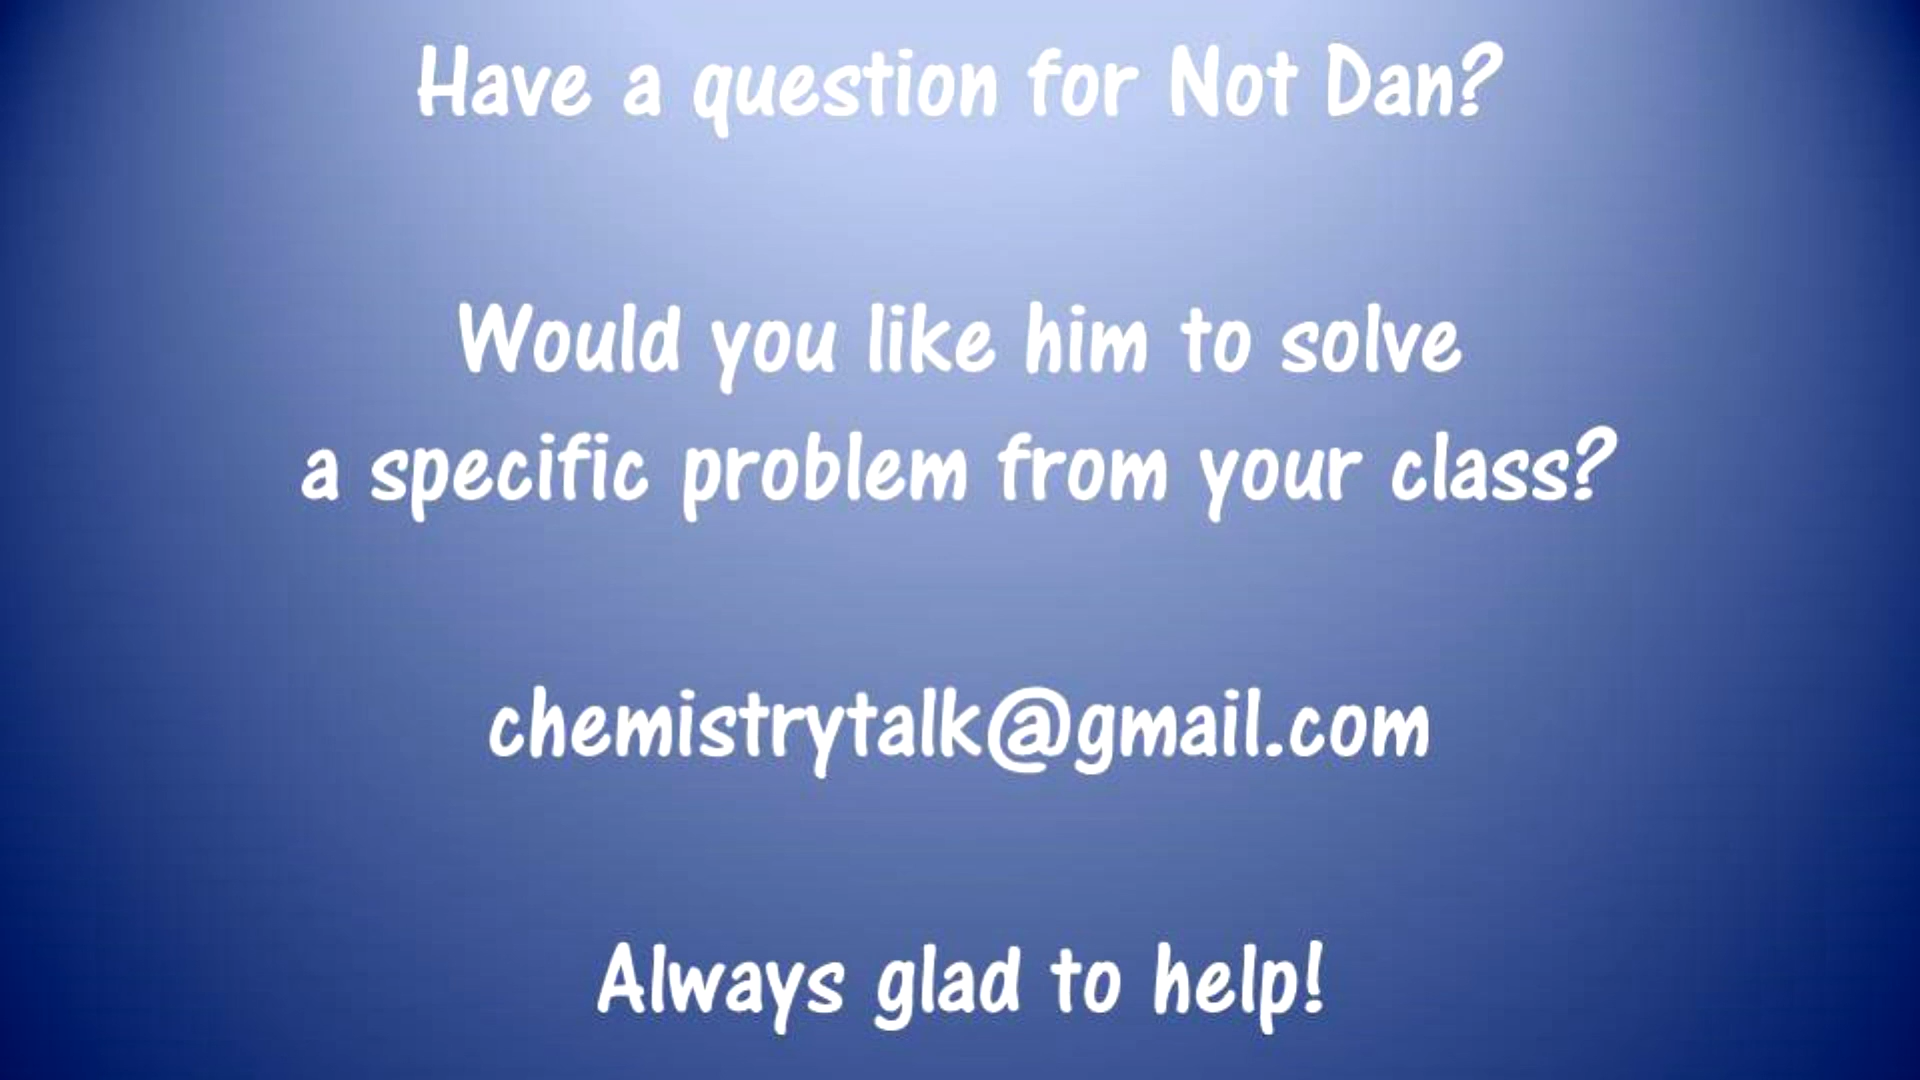 Have a question for Not Dan?
Would you like him to solve
a specific problem from your class?
chemistrytalk@gmail.com
Always glad to help!